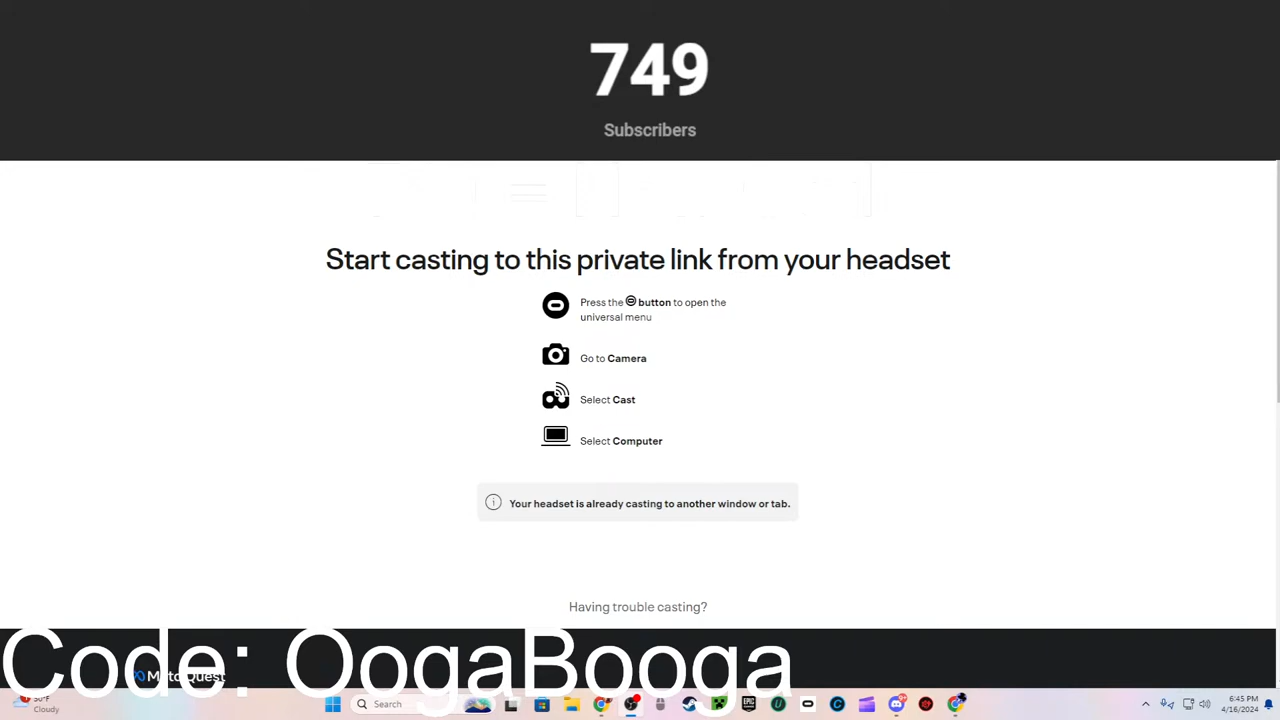 749
Subscribers
Start casting to this private link from your headset
Press the button to open the
universal menu
Go to Camera
Select Cast
Select Computer
Your headset is already casting to another window or tab.
Having trouble casting?
Code: OogaBooga
Meta Quest
Cloudy
Search
6:45 PM
4/16/2024